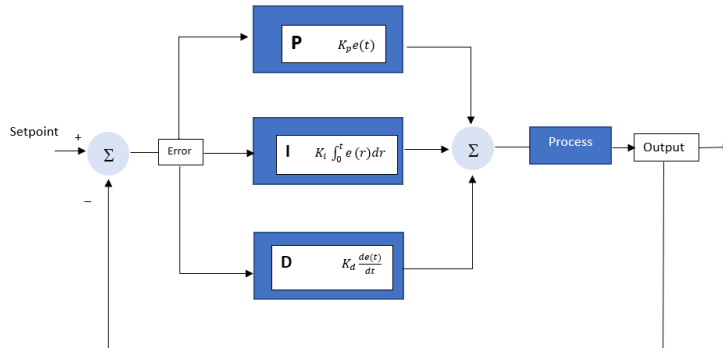 P K_p e(t)
Setpoint
+
Σ
Error
I K_i ∫_0^t e (r)dr
Σ
Process
Output
−
D K_d de(t)/dt